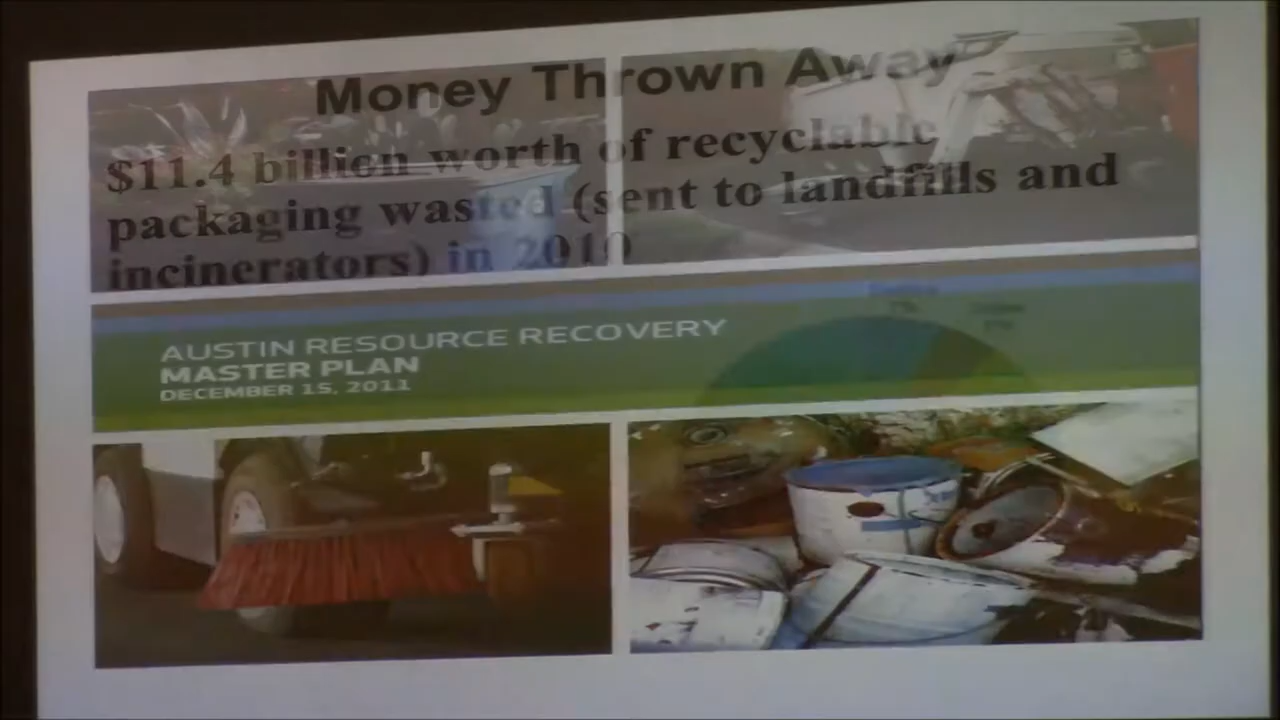 Money Thrown Away
$11.4 billion worth of recyclable
packaging wasted (sent to landfills and
incinerators) in 2010
AUSTIN RESOURCE RECOVERY
MASTER PLAN
DECEMBER 15, 2011